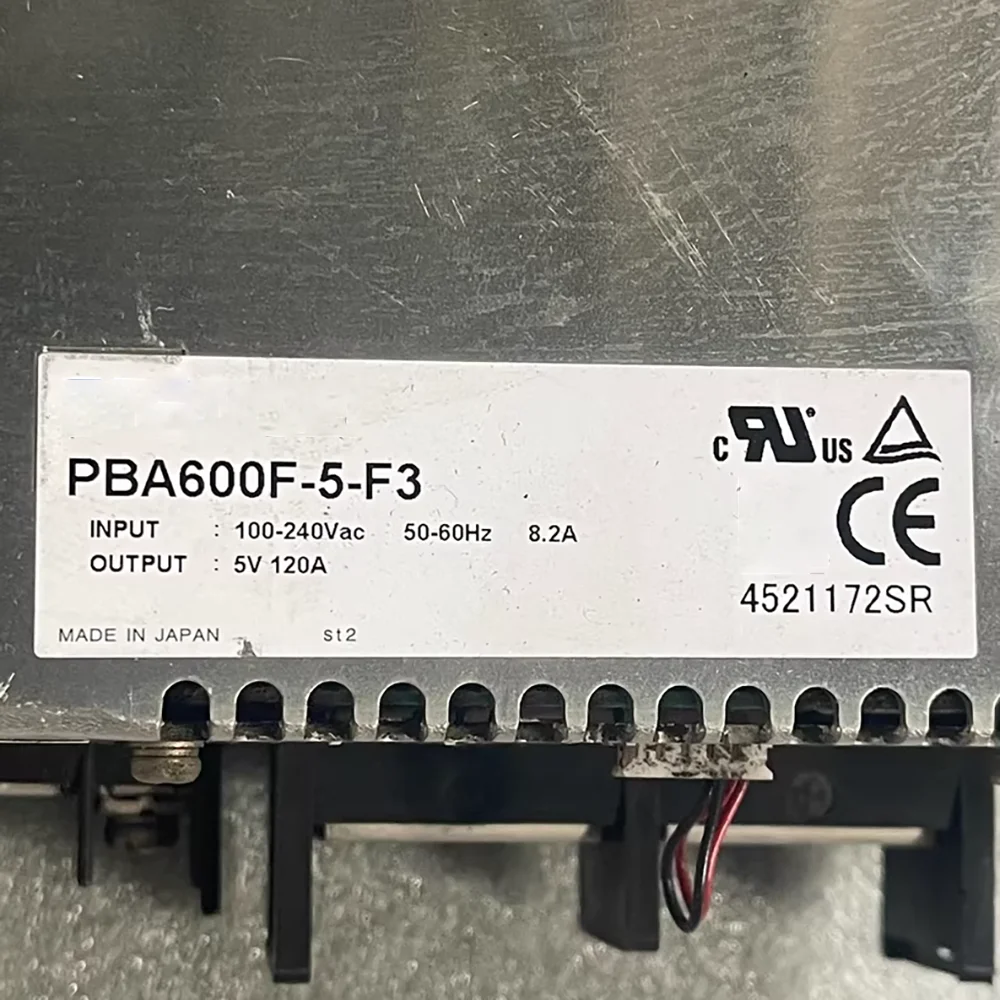 PBA600F-5-F3
INPUT : 100-240Vac 50-60Hz 8.2A
OUTPUT : 5V 120A
MADE IN JAPAN st2
C RU® US
CE
4521172SR